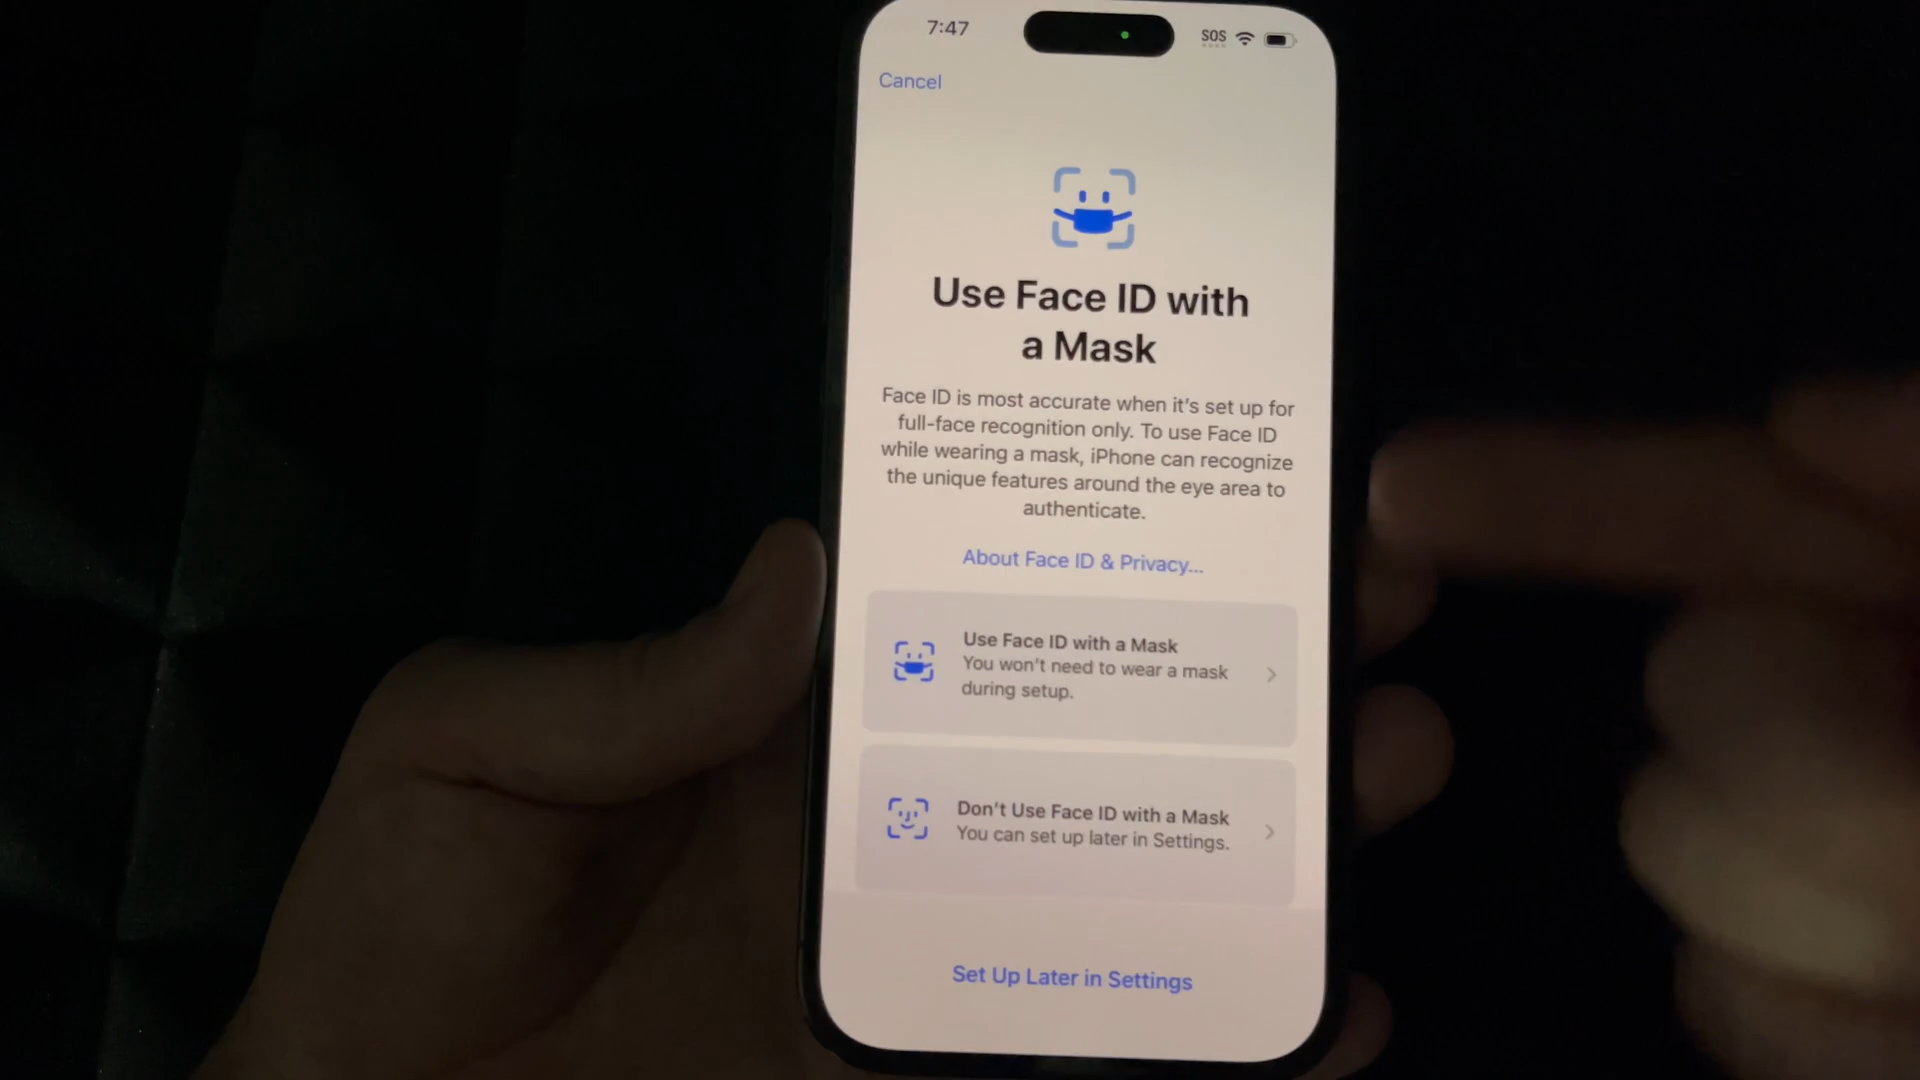 7:47
SOS
Cancel
Use Face ID with
a Mask
Face ID is most accurate when it's set up for
full-face recognition only. To use Face ID
while wearing a mask, iPhone can recognize
the unique features around the eye area to
authenticate.
About Face ID & Privacy...
Use Face ID with a Mask
You won't need to wear a mask
during setup.
Don't Use Face ID with a Mask
You can set up later in Settings.
Set Up Later in Settings